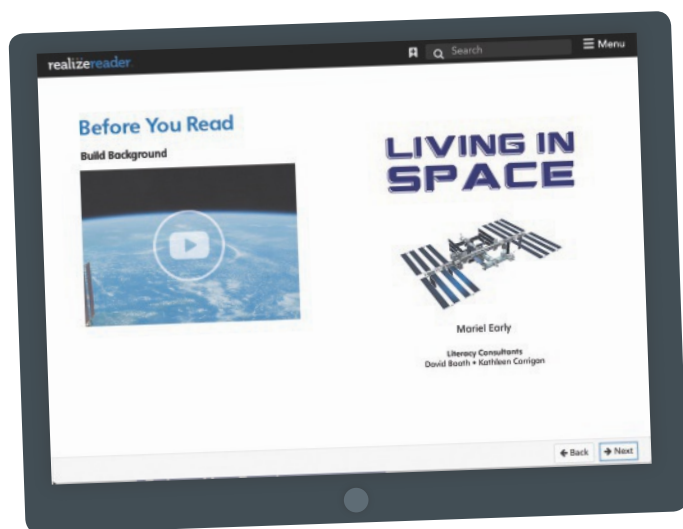 realizereader.
Search
Menu
Before You Read
Build Background
LIVING IN
SPACE
Mariel Early
Literacy Consultants
David Booth • Kathleen Corrigan
Back
Next